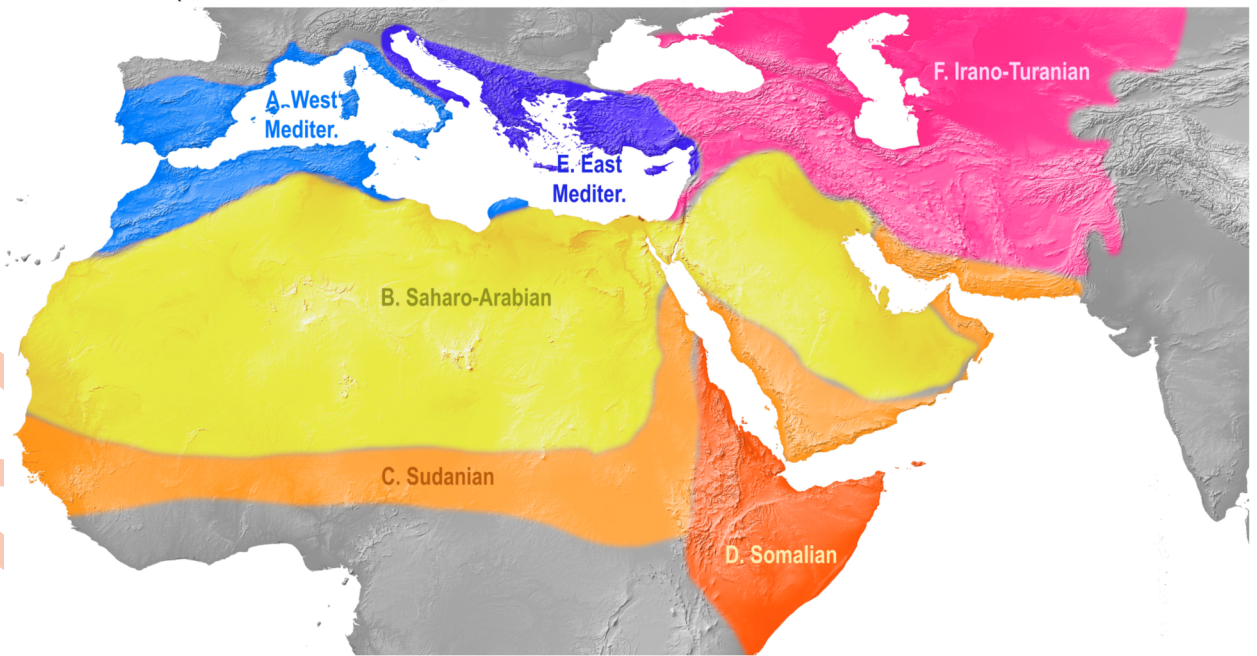 F. Irano-Turanian
A. West
Mediter.
E. East
Mediter.
B. Saharo-Arabian
C. Sudanian
D. Somalian